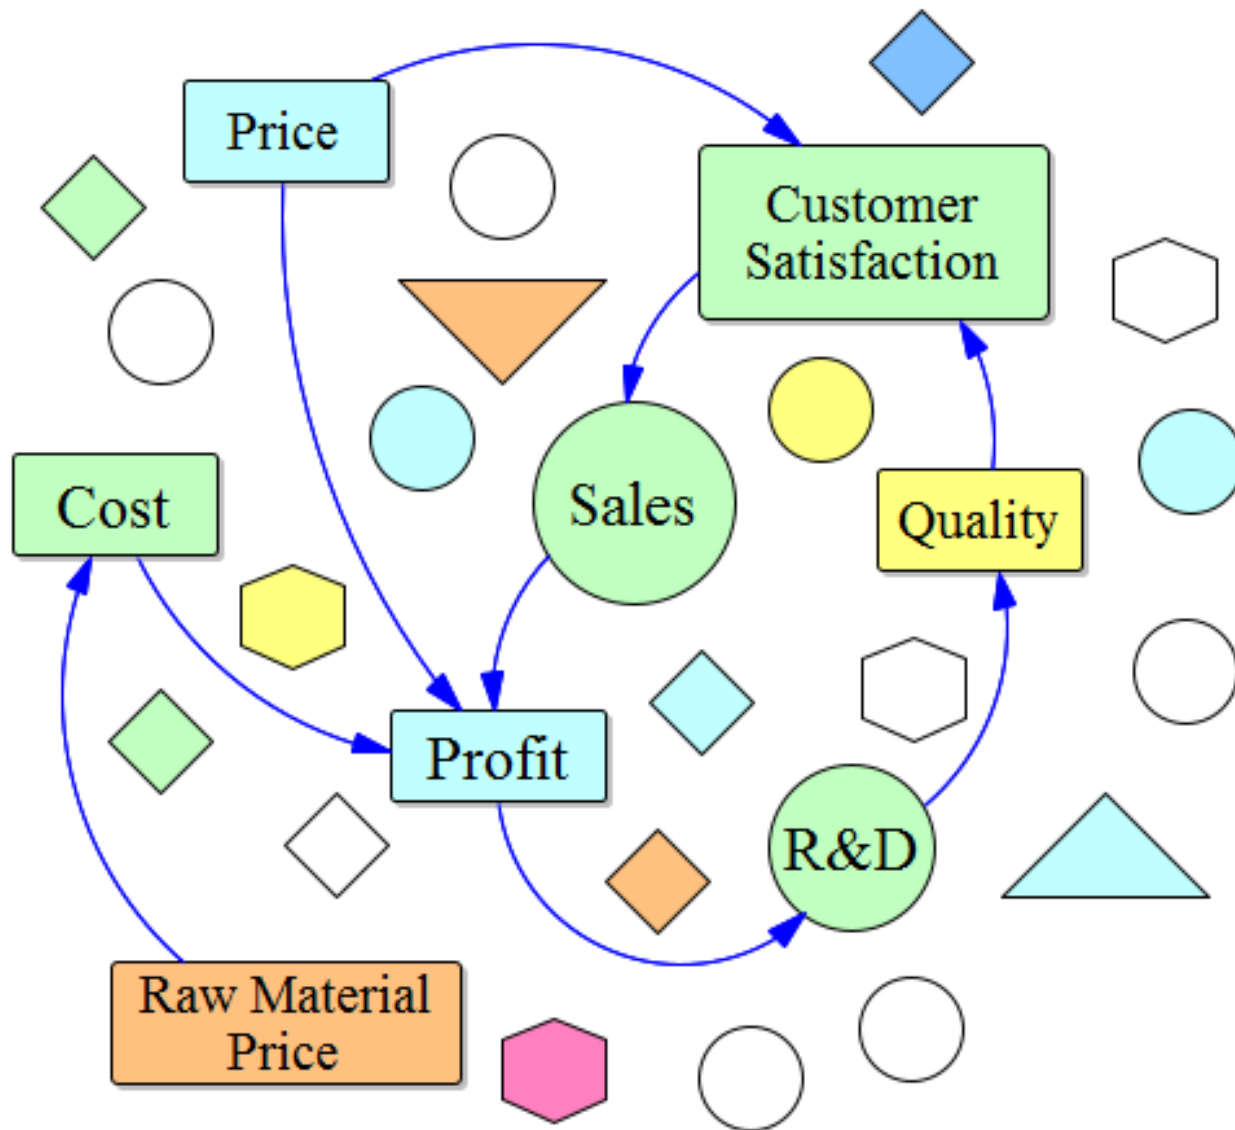 Price
Customer
Satisfaction
Cost
Sales
Quality
Profit
R&D
Raw Material
Price